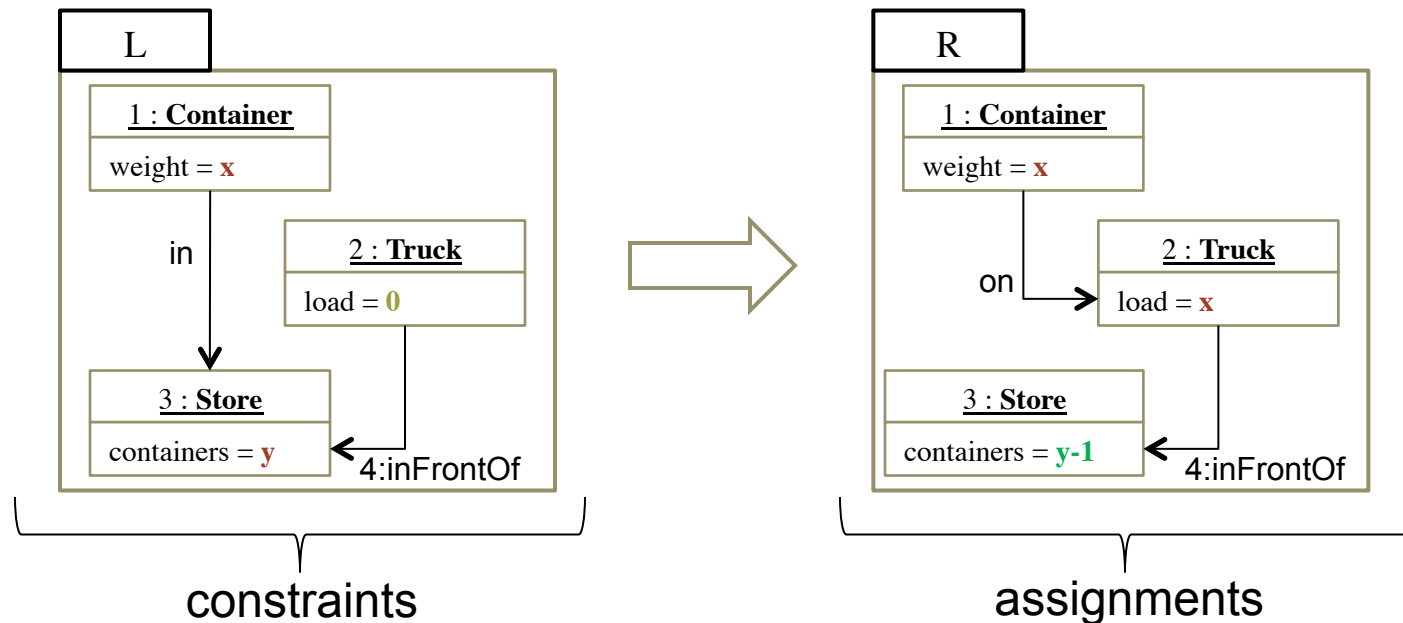 L
1 : Container
weight = x
in
2 : Truck
load = 0
3 : Store
containers = y
4:inFrontOf
constraints
R
1 : Container
weight = x
on
2 : Truck
load = x
3 : Store
containers = y-1
4:inFrontOf
assignments